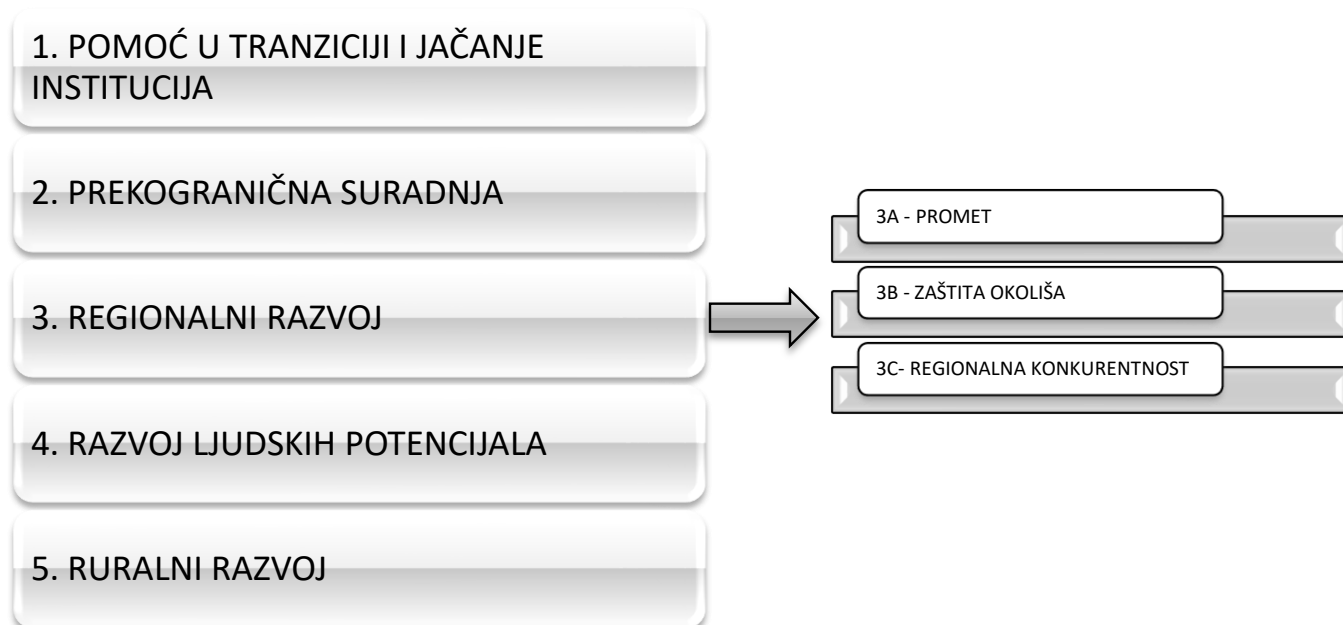 1. POMOĆ U TRANZICIJI I JAČANJE
INSTITUCIJA
2. PREKOGRANIČNA SURADNJA
3. REGIONALNI RAZVOJ
4. RAZVOJ LJUDSKIH POTENCIJALA
5. RURALNI RAZVOJ
3A - PROMET
3B - ZAŠTITA OKOLIŠA
3C- REGIONALNA KONKURENTNOST